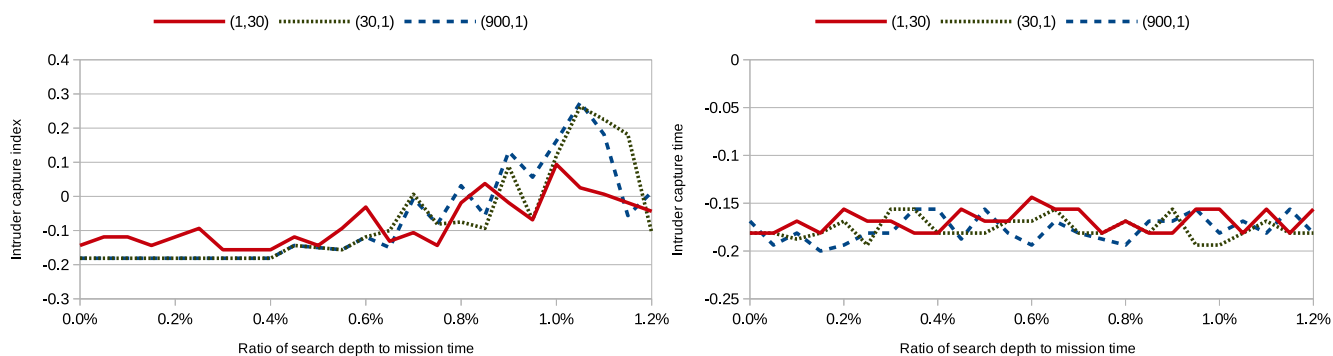 (1,30) (30,1) (900,1)
Intruder capture index
0.4
0.3
0.2
0.1
0
-0.1
-0.2
-0.3
0.0% 0.2% 0.4% 0.6% 0.8% 1.0% 1.2%
Ratio of search depth to mission time
(1,30) (30,1) (900,1)
Intruder capture time
0
-0.05
-0.1
-0.15
-0.2
-0.25
0.0% 0.2% 0.4% 0.6% 0.8% 1.0% 1.2%
Ratio of search depth to mission time